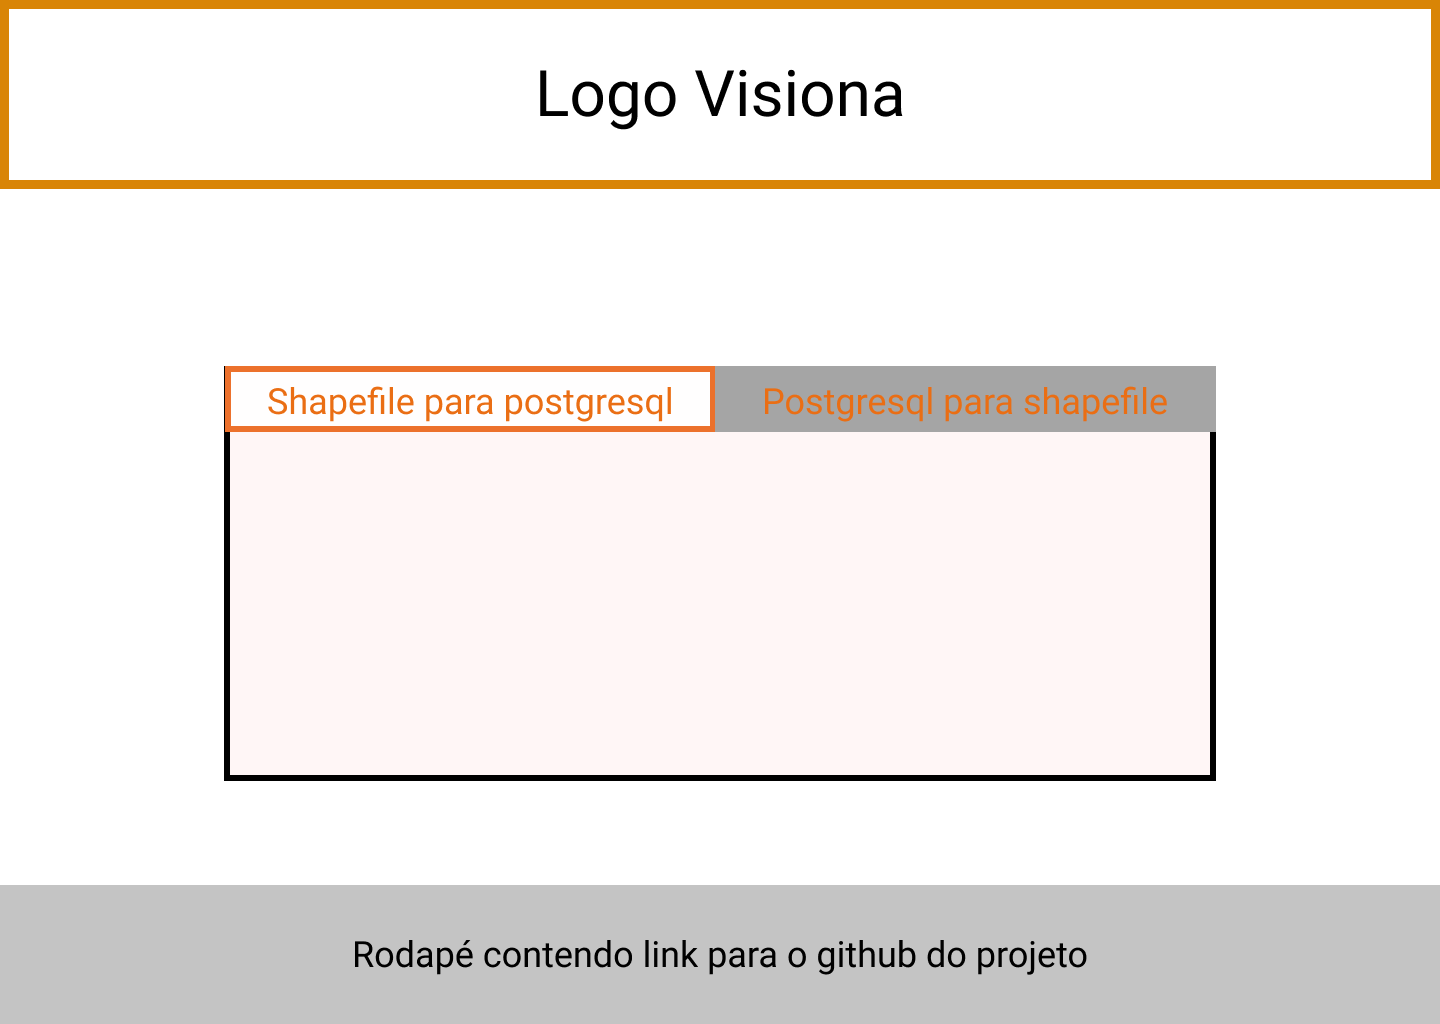 Logo Visiona
Shapefile para postgresql
Postgresql para shapefile
Rodapé contendo link para o github do projeto